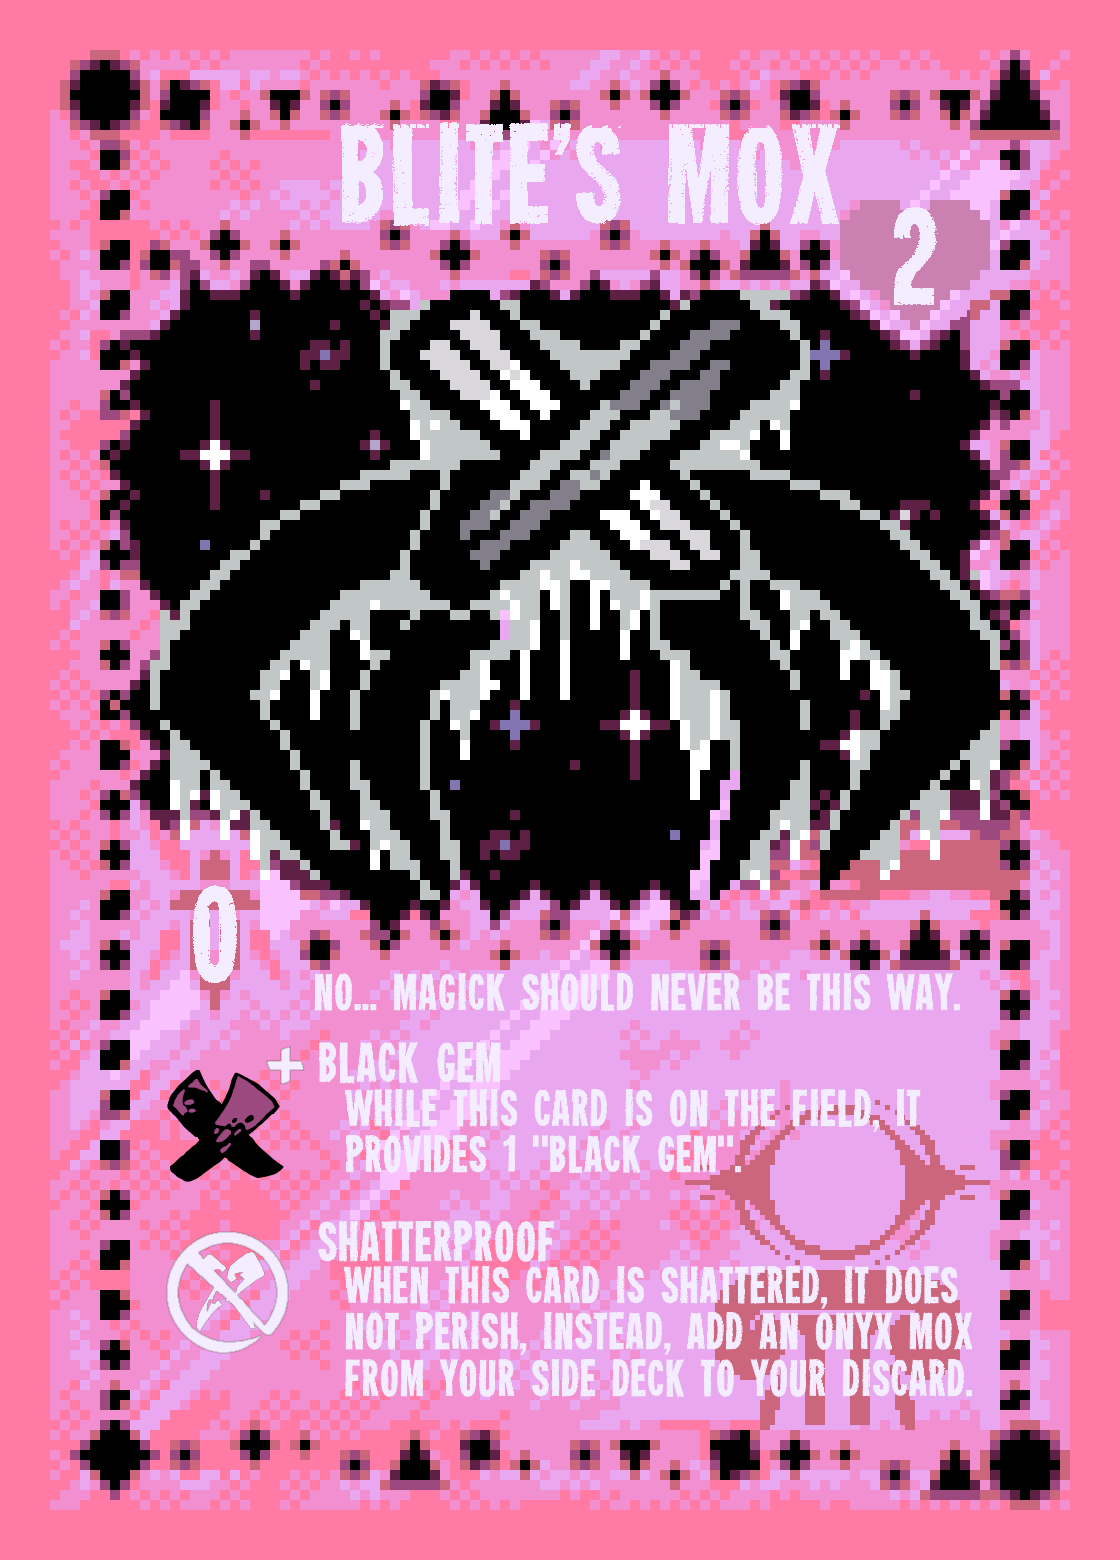 BLITE'S MOX
2
0
NO... MAGICK SHOULD NEVER BE THIS WAY.
+ BLACK GEM
WHILE THIS CARD IS ON THE FIELD, IT
PROVIDES 1 "BLACK GEM".
SHATTERPROOF
WHEN THIS CARD IS SHATTERED, IT DOES
NOT PERISH, INSTEAD, ADD AN ONYX MOX
FROM YOUR SIDE DECK TO YOUR DISCARD.